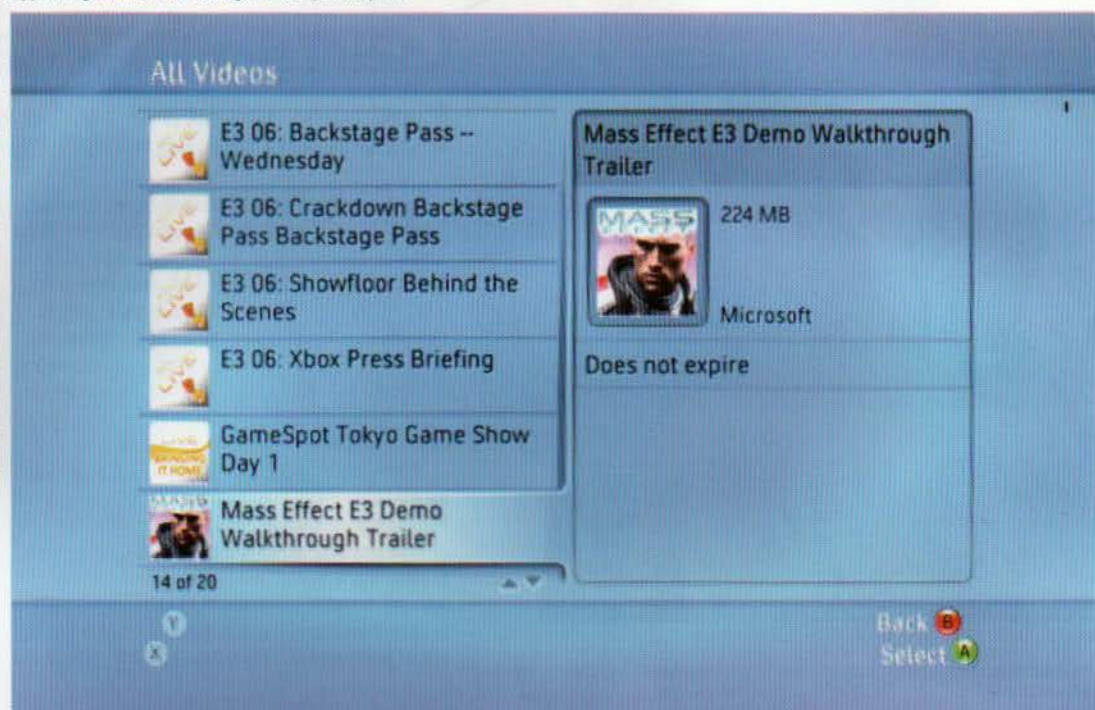 All Videos
E3 06: Backstage Pass --
Wednesday
E3 06: Crackdown Backstage
Pass Backstage Pass
E3 06: Showfloor Behind the
Scenes
E3 06: Xbox Press Briefing
GameSpot Tokyo Game Show
Day 1
Mass Effect E3 Demo
Walkthrough Trailer
14 of 20
Mass Effect E3 Demo Walkthrough
Trailer
MASS
224 MB
Microsoft
Does not expire
Y
X
Back B
Select A